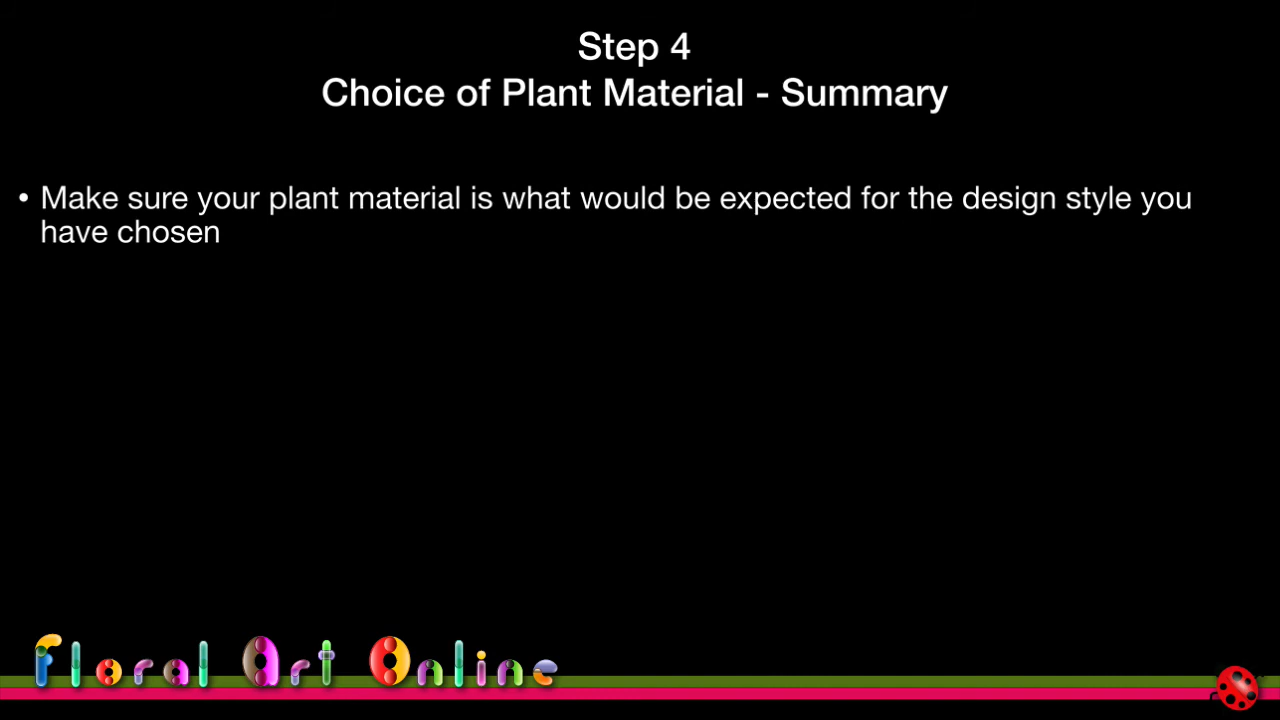 Step 4
Choice of Plant Material - Summary
• Make sure your plant material is what would be expected for the design style you
have chosen
Floral Art Online